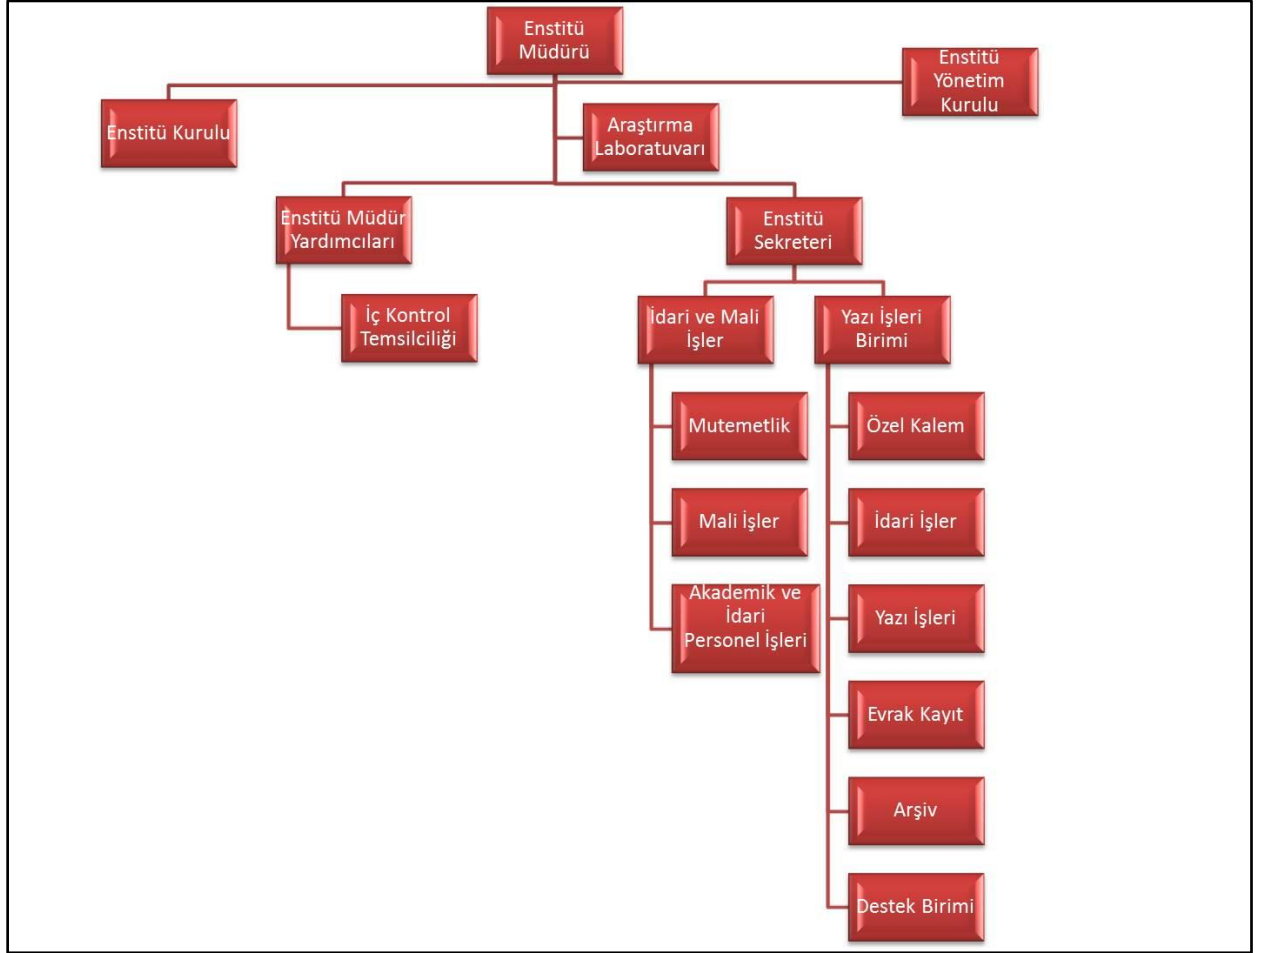 Enstitü
Müdürü
Enstitü
Yönetim
Kurulu
Enstitü Kurulu
Araştırma
Laboratuvarı
Enstitü Müdür
Yardımcıları
Enstitü
Sekreteri
İç Kontrol
Temsilciliği
İdari ve Mali
İşler
Yazı İşleri
Birimi
Mutemetlik
Özel Kalem
Mali İşler
İdari İşler
Akademik ve
İdari
Personel İşleri
Yazı İşleri
Evrak Kayıt
Arşiv
Destek Birimi